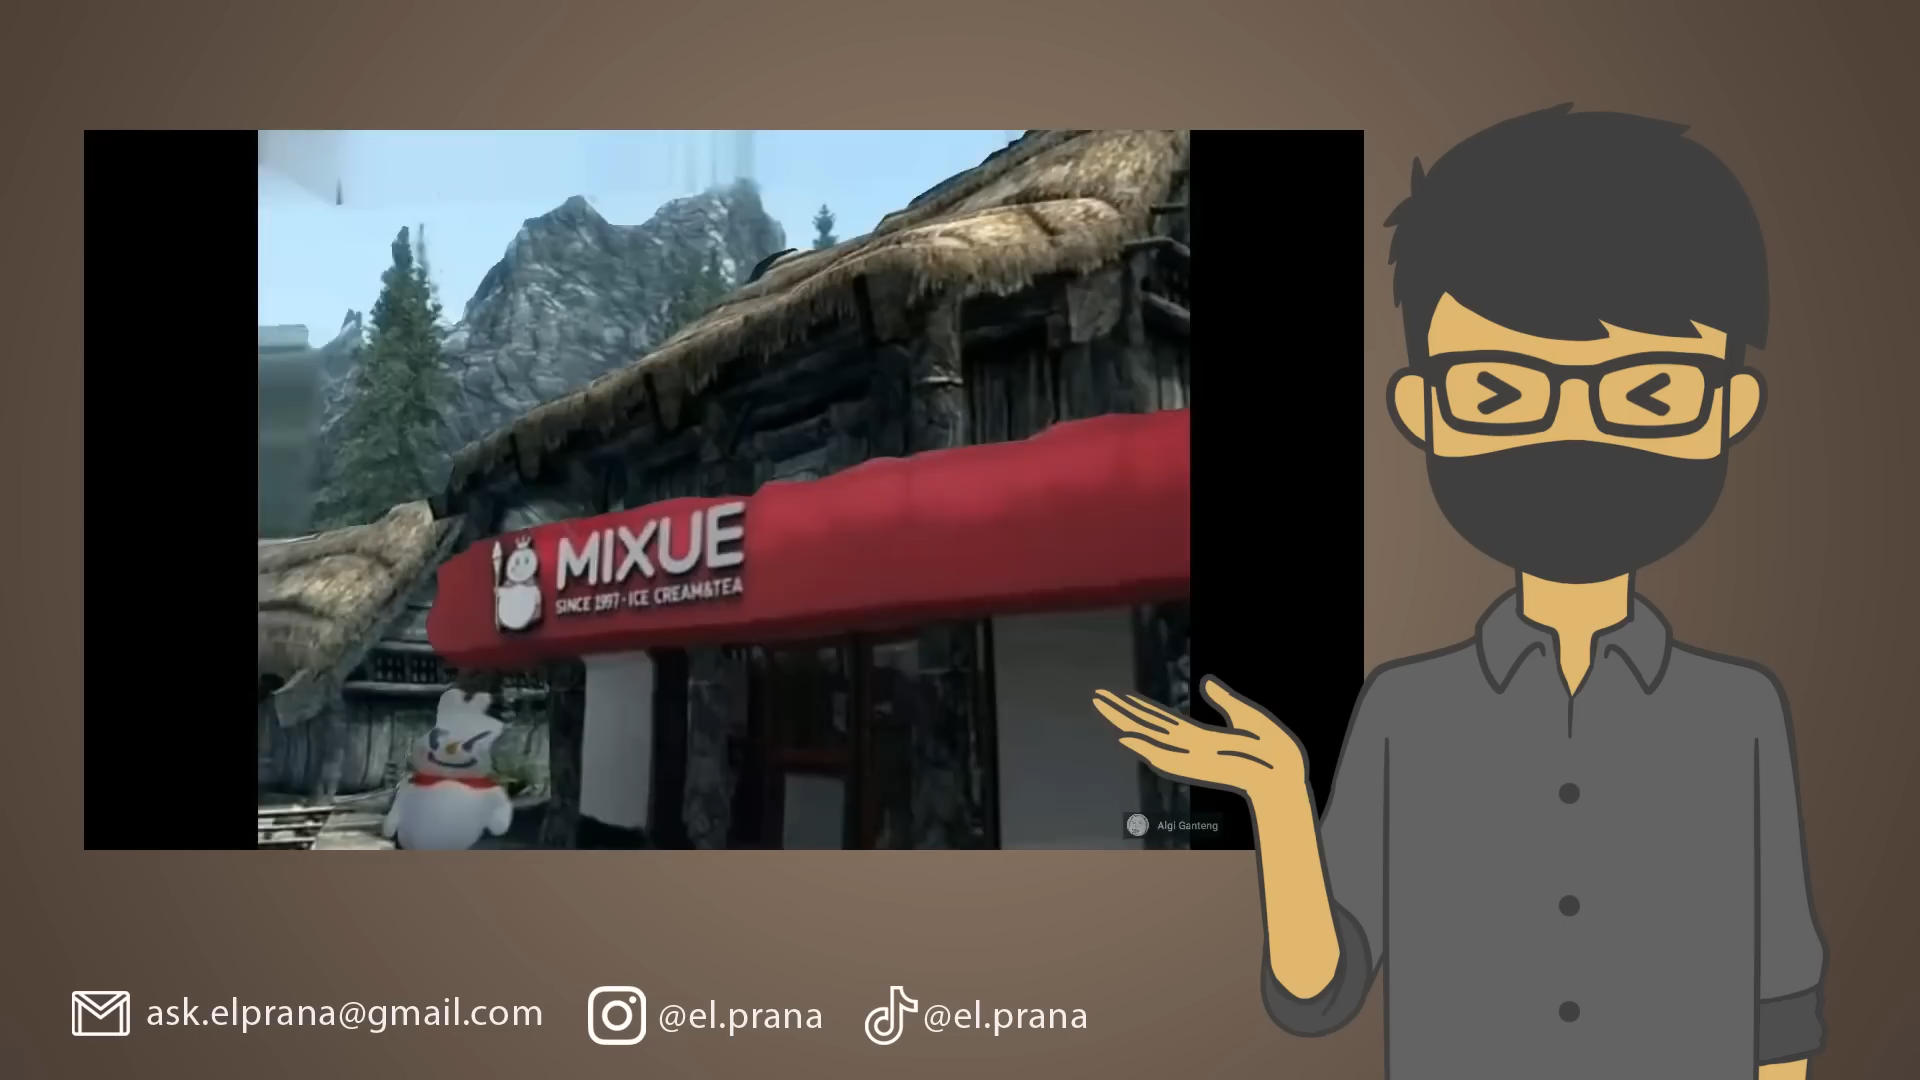 MIXUE
SINCE 1997 · ICE CREAM&TEA
Algi Ganteng
ask.elprana@gmail.com
@el.prana
@el.prana